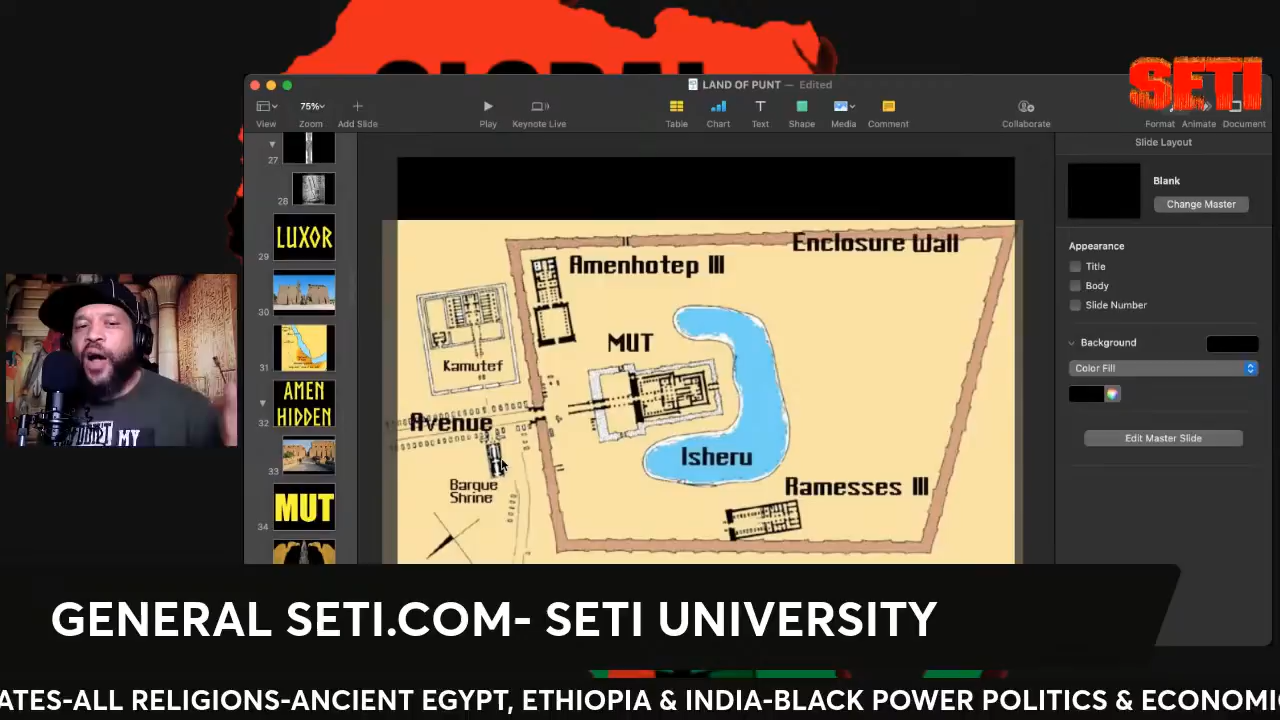 GLOBAL
SETI
LAND OF PUNT — Edited
75%
View
Zoom
Add Slide
Play
Keynote Live
Table
Chart
Text
Shape
Media
Comment
Collaborate
Format
Animate
Document
27
28
LUXOR
29
30
31
AMEN
HIDDEN
32
33
MUT
34
Enclosure Wall
Amenhotep III
MUT
Kamutef
Avenue
Isheru
Barque
Shrine
Ramesses III
Slide Layout
Blank
Change Master
Appearance
Title
Body
Slide Number
Background
Color Fill
Edit Master Slide
MY
GENERAL SETI.COM- SETI UNIVERSITY
ATES-ALL RELIGIONS-ANCIENT EGYPT, ETHIOPIA & INDIA-BLACK POWER POLITICS & ECONOMI